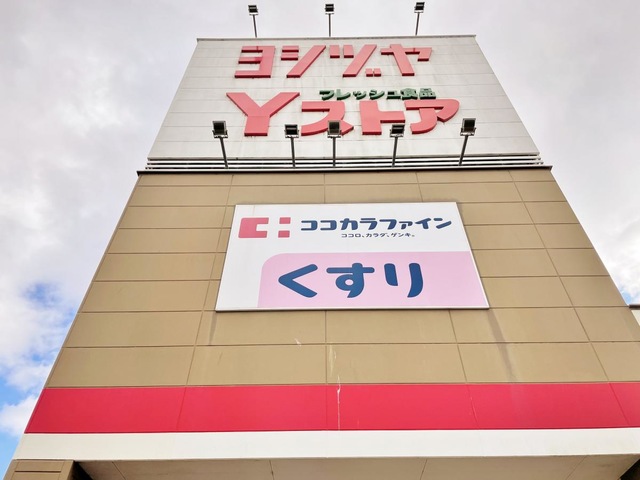 ヨシヅヤ
フレッシュ食品
Yストア
ココカラファイン
ココロ、カラダ、ゲンキ。
くすり